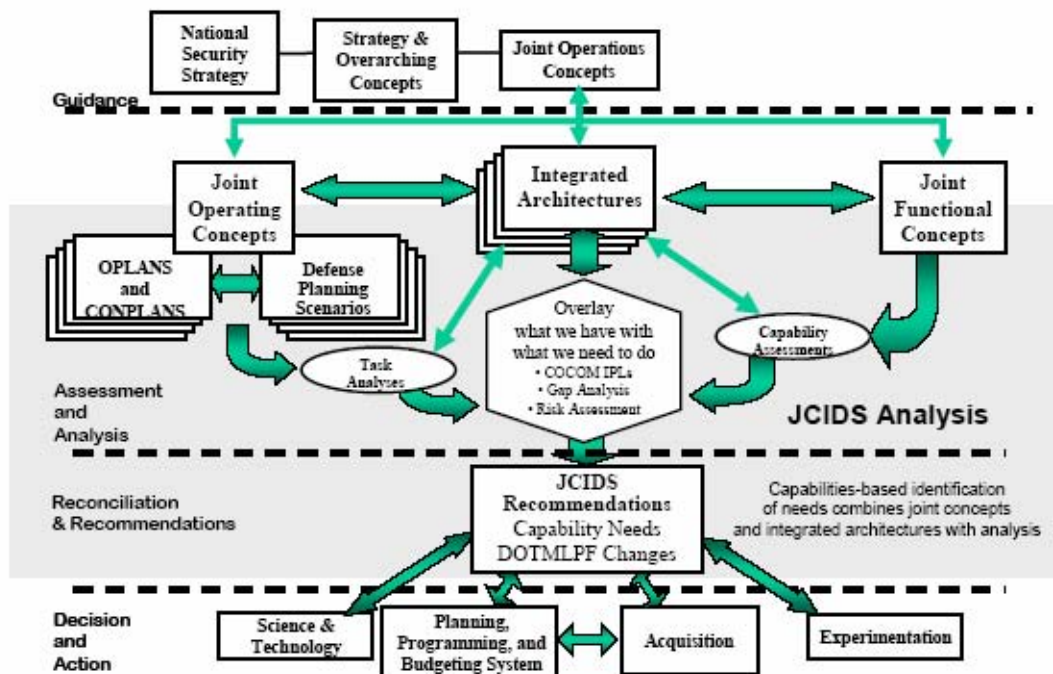 National
Security
Strategy
Strategy &
Overarching
Concepts
Joint Operations
Concepts
Guidance
Joint
Operating
Concepts
Integrated
Architectures
Joint
Functional
Concepts
OPLANS
and
CONPLANS
Defense
Planning
Scenarios
Overlay
what we have with
what we need to do
• COCOM IPLs
• Gap Analysis
• Risk Assessment
Capability
Assessments
Task
Analyses
Assessment
and
Analysis
JCIDS Analysis
Reconciliation
& Recommendations
JCIDS
Recommendations
Capability Needs
DOTMLPF Changes
Capabilities-based identification
of needs combines joint concepts
and integrated architectures with analysis
Decision
and
Action
Science &
Technology
Planning,
Programming, and
Budgeting System
Acquisition
Experimentation